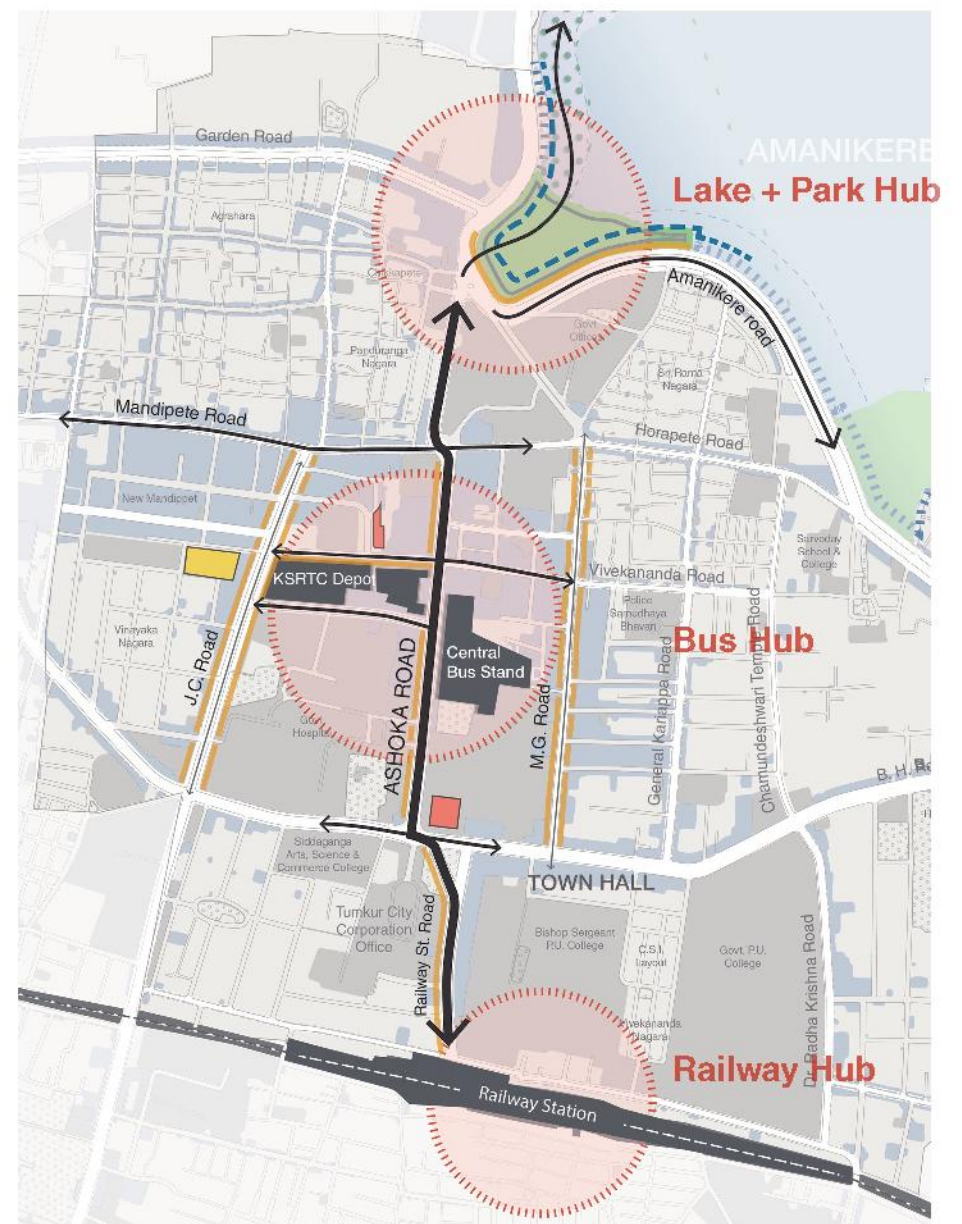 Garden Road
AMANIKERE
Lake + Park Hub
Agrahara
Chikkapete
Amanikere road
Govt.
Offices
Panduranga
Nagara
Sri Rama
Nagara
Mandipete Road
Horapete Road
New Mandippet
Sarvoday
School &
College
KSRTC Depot
Vivekananda Road
Police
Samudhaya
Bhavan
Bus Hub
Vinayaka
Nagara
Central
Bus Stand
J.C. Road
ASHOKA ROAD
M.G. Road
General Kariappa Road
Chamundeshwari Temple Road
Govt.
Hospital
B. H. Ro
Siddaganga
Arts, Science &
Commerce College
TOWN HALL
Tumkur City
Corporation
Office
Railway St. Road
Bishop Sergeant
P.U. College
C.S.I.
Layout
Govt. P.U.
College
Dr. Radha Krishna Road
Vivekananda
Nagara
Railway Hub
Railway Station